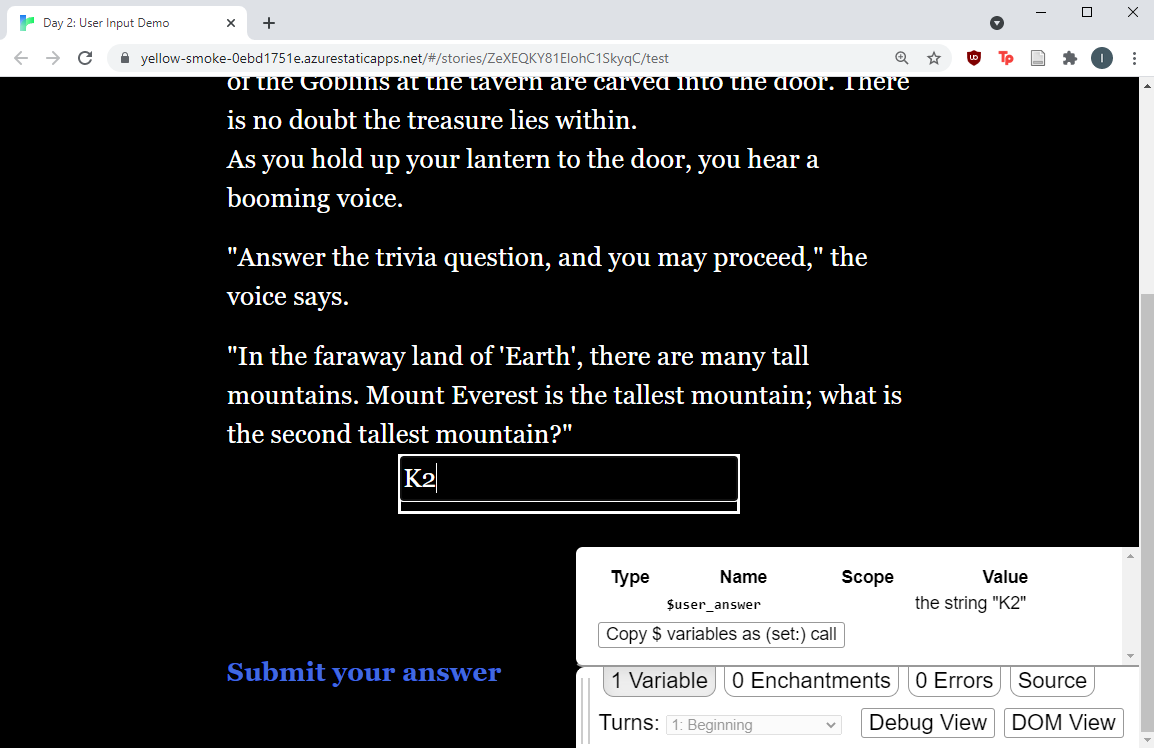 Day 2: User Input Demo
yellow-smoke-0ebd1751e.azurestaticapps.net/#/stories/ZeXEQKY81ElohC1SkyqC/test
of the Goblins at the tavern are carved into the door. There
is no doubt the treasure lies within.
As you hold up your lantern to the door, you hear a
booming voice.
"Answer the trivia question, and you may proceed," the
voice says.
"In the faraway land of 'Earth', there are many tall
mountains. Mount Everest is the tallest mountain; what is
the second tallest mountain?"
K2
Type Name Scope Value
$user_answer the string "K2"
Copy $ variables as (set:) call
Submit your answer
1 Variable 0 Enchantments 0 Errors Source
Turns: 1: Beginning Debug View DOM View